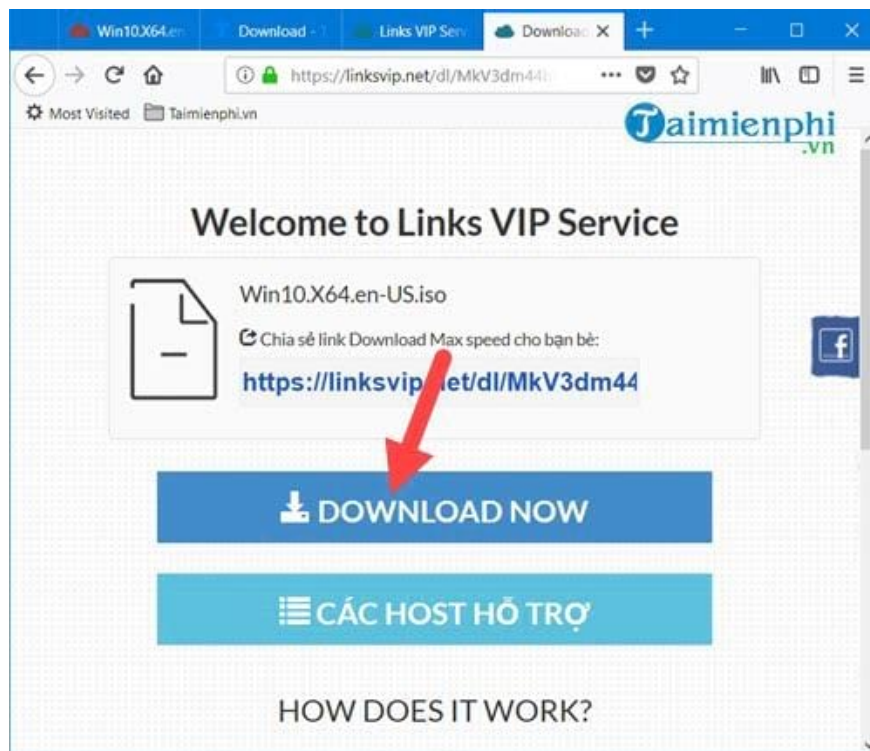 Win10.X64.en
Download - T
Links VIP Serv
Download
https://linksvip.net/dl/MkV3dm44
Most Visited
Taimienphi.vn
Taimienphi
.vn
Welcome to Links VIP Service
Win10.X64.en-US.iso
Chia sẻ link Download Max speed cho bạn bè:
https://linksvip.net/dl/MkV3dm44
DOWNLOAD NOW
CÁC HOST HỖ TRỢ
HOW DOES IT WORK?